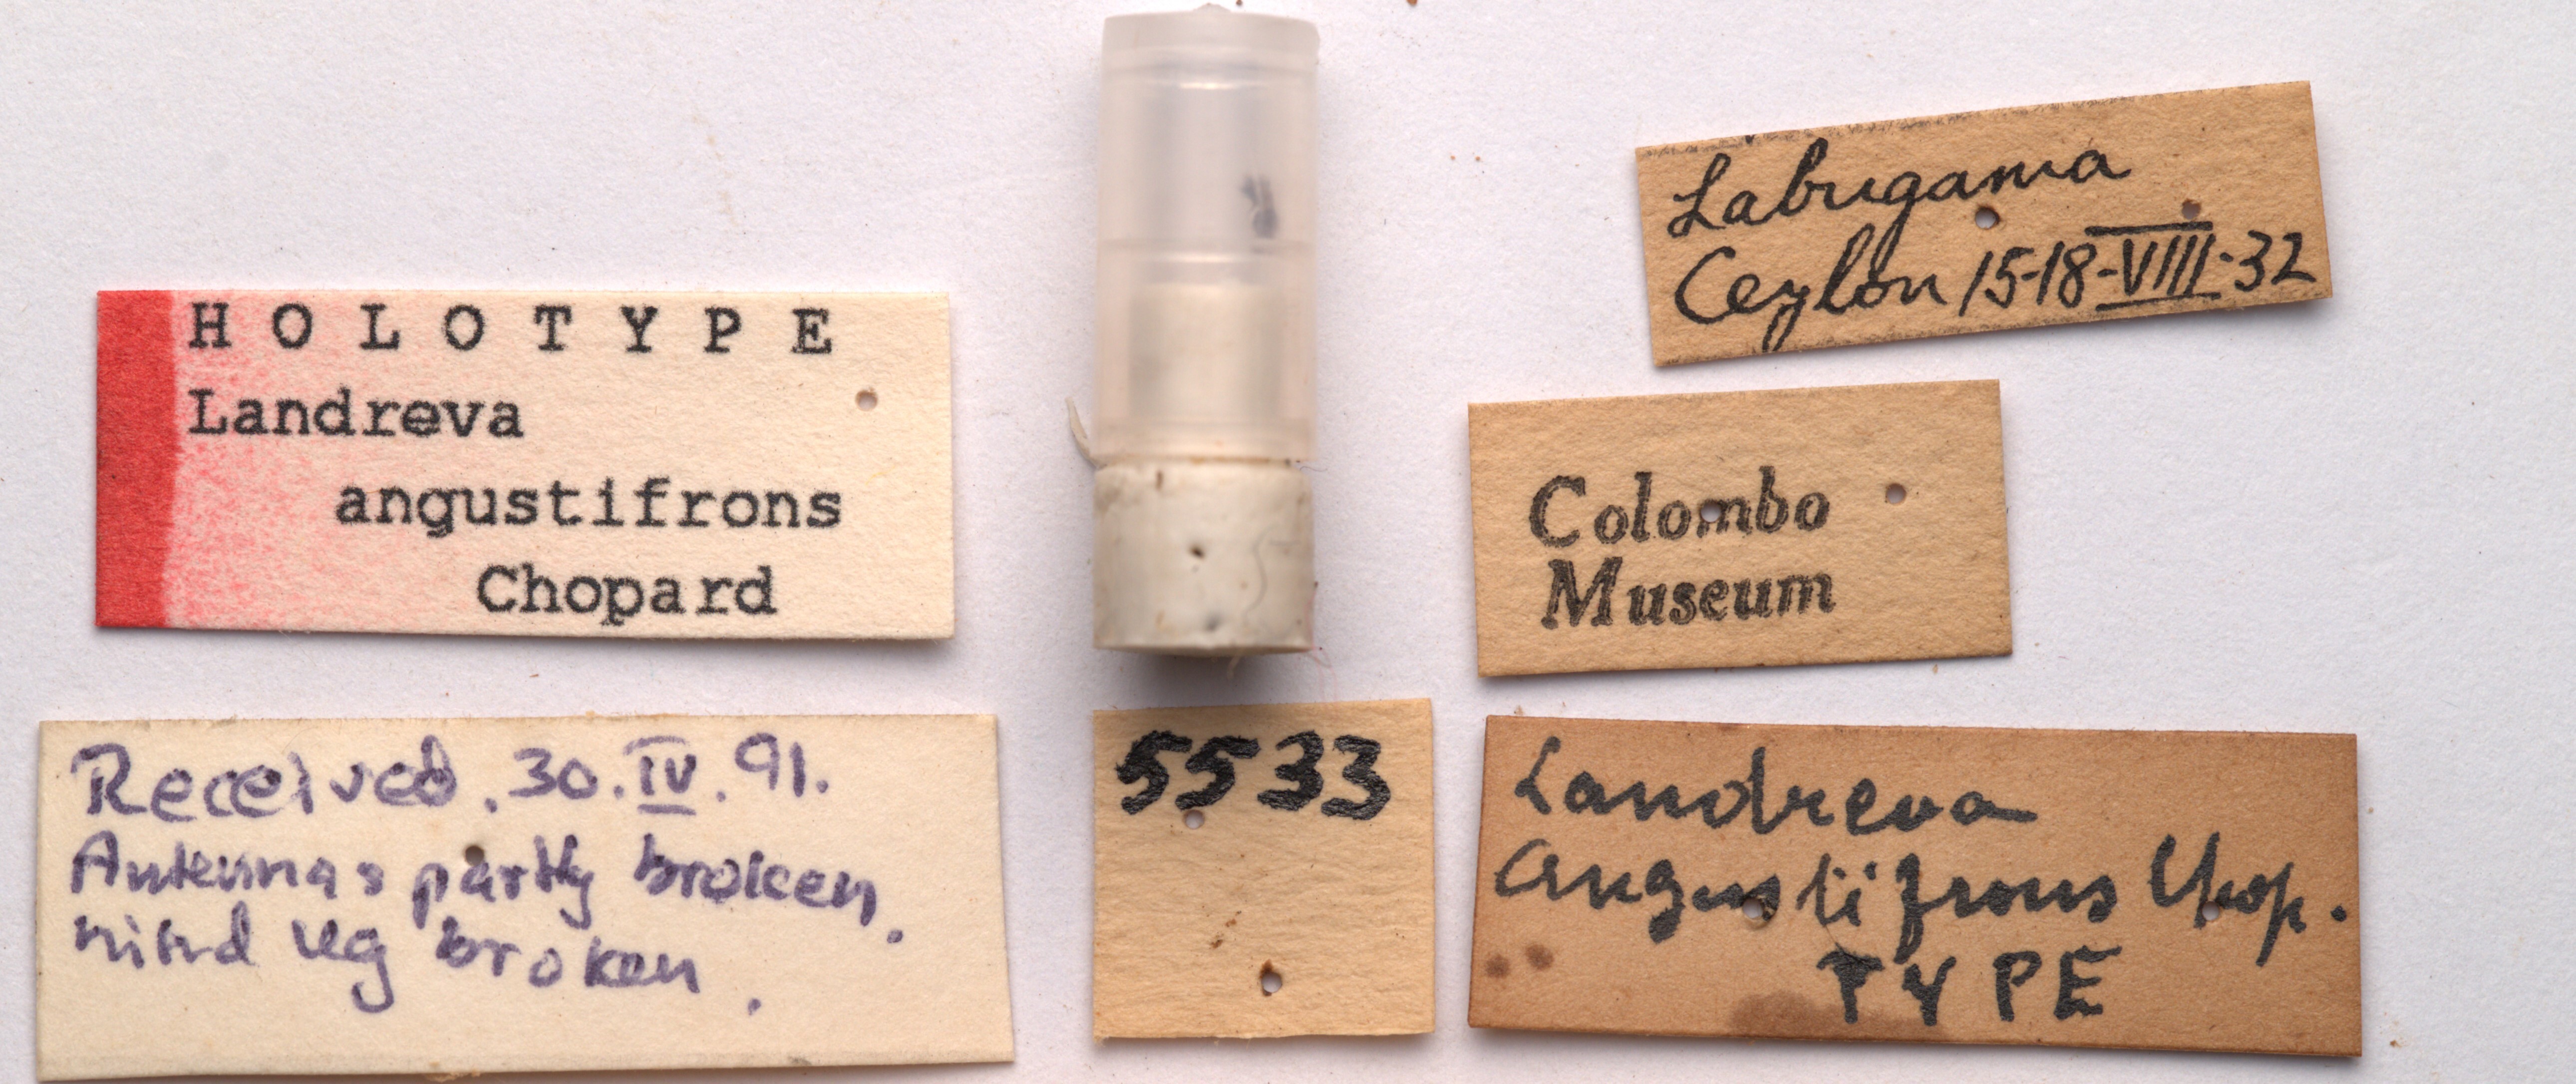 HOLOTYPE
Landreva
angustifrons
Chopard
Received. 30.IV.91.
Antennas partly broken.
hind leg broken.
5533
Labugama
Ceylon 15-18-VIII-32
Colombo
Museum
Landreva
angustifrons Chop.
TYPE